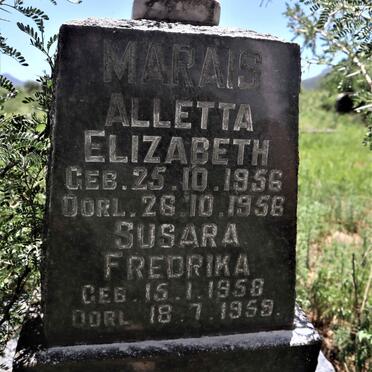 MARAIS
ALLETTA
ELIZABETH
GEB. 25.10.1956
OORL. 26.10.1956
SUSARA
FREDRIKA
GEB. 15.1.1958
OORL. 18.7.1959.